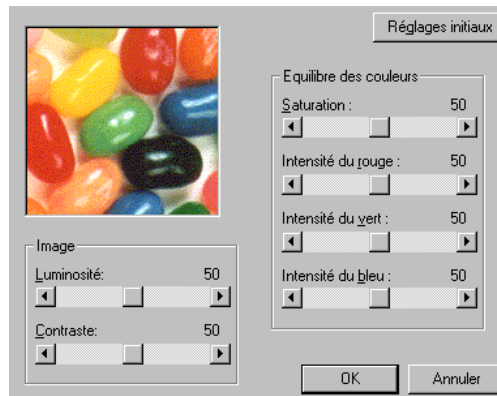 Réglages initiaux
Equilibre des couleurs
Saturation : 50
Intensité du rouge : 50
Intensité du vert : 50
Intensité du bleu : 50
Image
Luminosité: 50
Contraste: 50
OK Annuler